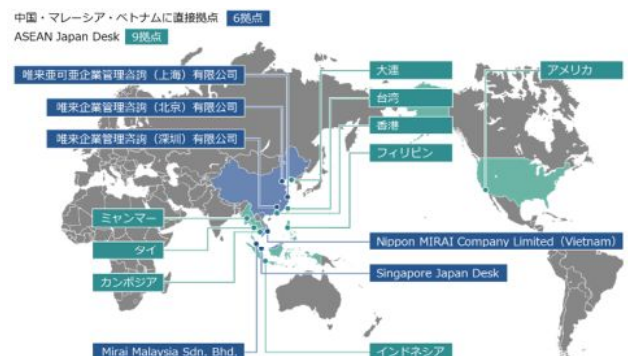 中国・マレーシア・ベトナムに直接拠点 6拠点
ASEAN Japan Desk 9拠点
唯来亜可亜企業管理咨詢（上海）有限公司
唯来企業管理咨詢（北京）有限公司
唯来企業管理咨詢（深圳）有限公司
大連
台湾
香港
フィリピン
アメリカ
ミャンマー
タイ
カンボジア
Nippon MIRAI Company Limited（Vietnam）
Singapore Japan Desk
Mirai Malaysia Sdn. Bhd.
インドネシア